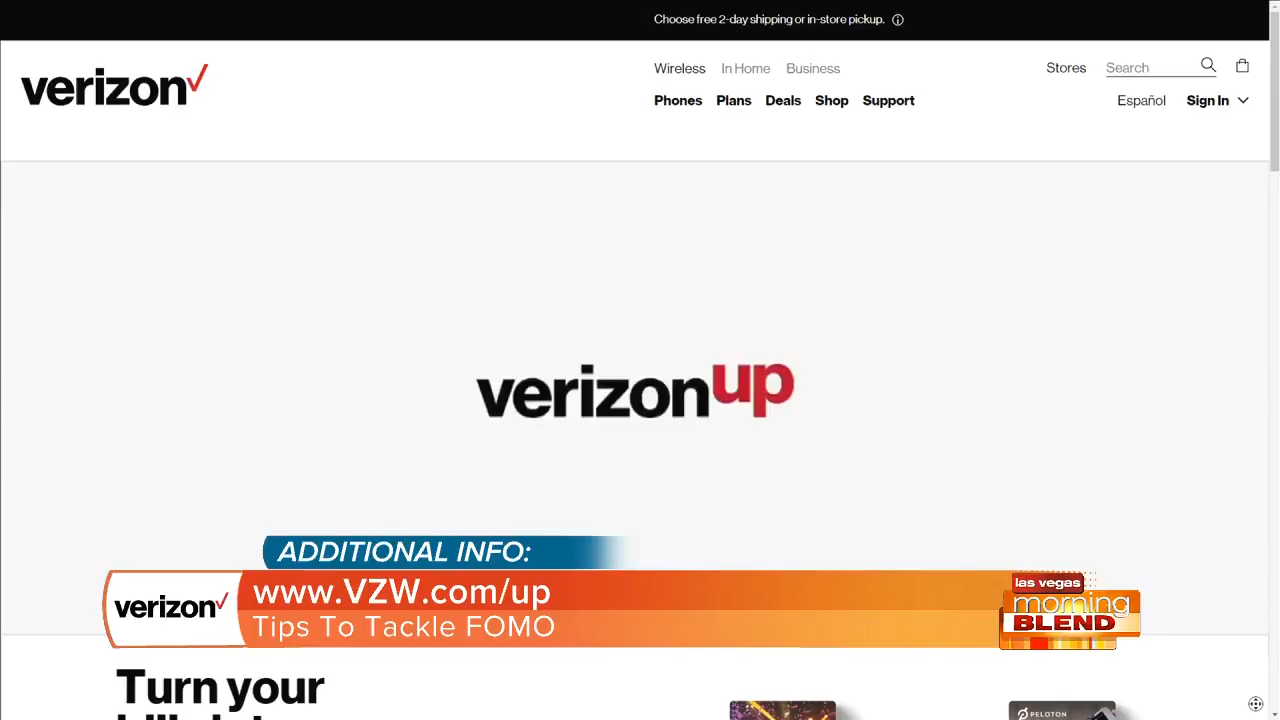 Choose free 2-day shipping or in-store pickup.
verizon
Wireless In Home Business
Stores Search
Phones Plans Deals Shop Support
Español Sign In
verizonup
ADDITIONAL INFO:
verizon
www.VZW.com/up
Tips To Tackle FOMO
las vegas
morning
BLEND
Turn your
PELOTON